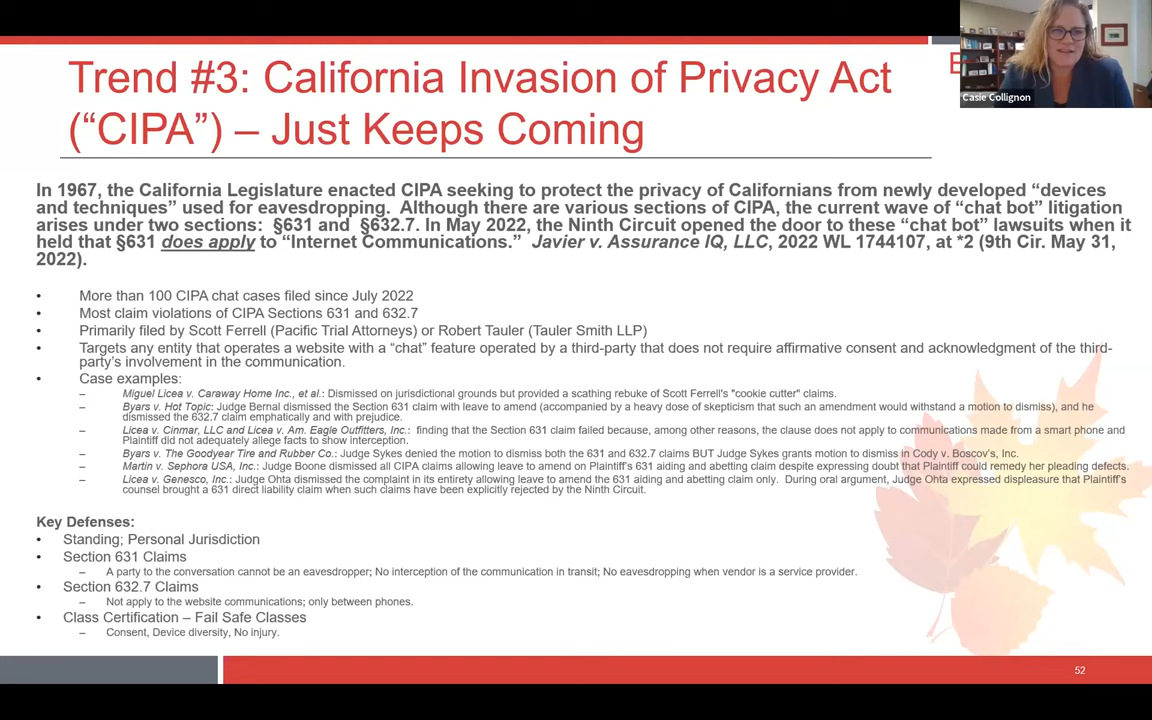 Trend #3: California Invasion of Privacy Act
(“CIPA”) – Just Keeps Coming
Casie Collignon
In 1967, the California Legislature enacted CIPA seeking to protect the privacy of Californians from newly developed “devices
and techniques” used for eavesdropping.  Although there are various sections of CIPA, the current wave of “chat bot” litigation
arises under two sections:  §631 and  §632.7. In May 2022, the Ninth Circuit opened the door to these “chat bot” lawsuits when it
held that §631 does apply to “Internet Communications.”  Javier v. Assurance IQ, LLC, 2022 WL 1744107, at *2 (9th Cir. May 31,
2022).
• More than 100 CIPA chat cases filed since July 2022
• Most claim violations of CIPA Sections 631 and 632.7
• Primarily filed by Scott Ferrell (Pacific Trial Attorneys) or Robert Tauler (Tauler Smith LLP)
• Targets any entity that operates a website with a “chat” feature operated by a third-party that does not require affirmative consent and acknowledgment of the third-
party’s involvement in the communication.
• Case examples:
– Miguel Licea v. Caraway Home Inc., et al.: Dismissed on jurisdictional grounds but provided a scathing rebuke of Scott Ferrell's "cookie cutter" claims.
– Byars v. Hot Topic: Judge Bernal dismissed the Section 631 claim with leave to amend (accompanied by a heavy dose of skepticism that such an amendment would withstand a motion to dismiss), and he
dismissed the 632.7 claim emphatically and with prejudice.
– Licea v. Cinmar, LLC and Licea v. Am. Eagle Outfitters, Inc.:  finding that the Section 631 claim failed because, among other reasons, the clause does not apply to communications made from a smart phone and
Plaintiff did not adequately allege facts to show interception.
– Byars v. The Goodyear Tire and Rubber Co.: Judge Sykes denied the motion to dismiss both the 631 and 632.7 claims BUT Judge Sykes grants motion to dismiss in Cody v. Boscov’s, Inc.
– Martin v. Sephora USA, Inc.: Judge Boone dismissed all CIPA claims allowing leave to amend on Plaintiff’s 631 aiding and abetting claim despite expressing doubt that Plaintiff could remedy her pleading defects.
– Licea v. Genesco, Inc.: Judge Ohta dismissed the complaint in its entirety allowing leave to amend the 631 aiding and abetting claim only.  During oral argument, Judge Ohta expressed displeasure that Plaintiff’s
counsel brought a 631 direct liability claim when such claims have been explicitly rejected by the Ninth Circuit.
Key Defenses:
• Standing; Personal Jurisdiction
• Section 631 Claims
– A party to the conversation cannot be an eavesdropper; No interception of the communication in transit; No eavesdropping when vendor is a service provider.
• Section 632.7 Claims
– Not apply to the website communications; only between phones.
• Class Certification – Fail Safe Classes
– Consent, Device diversity, No injury.
52